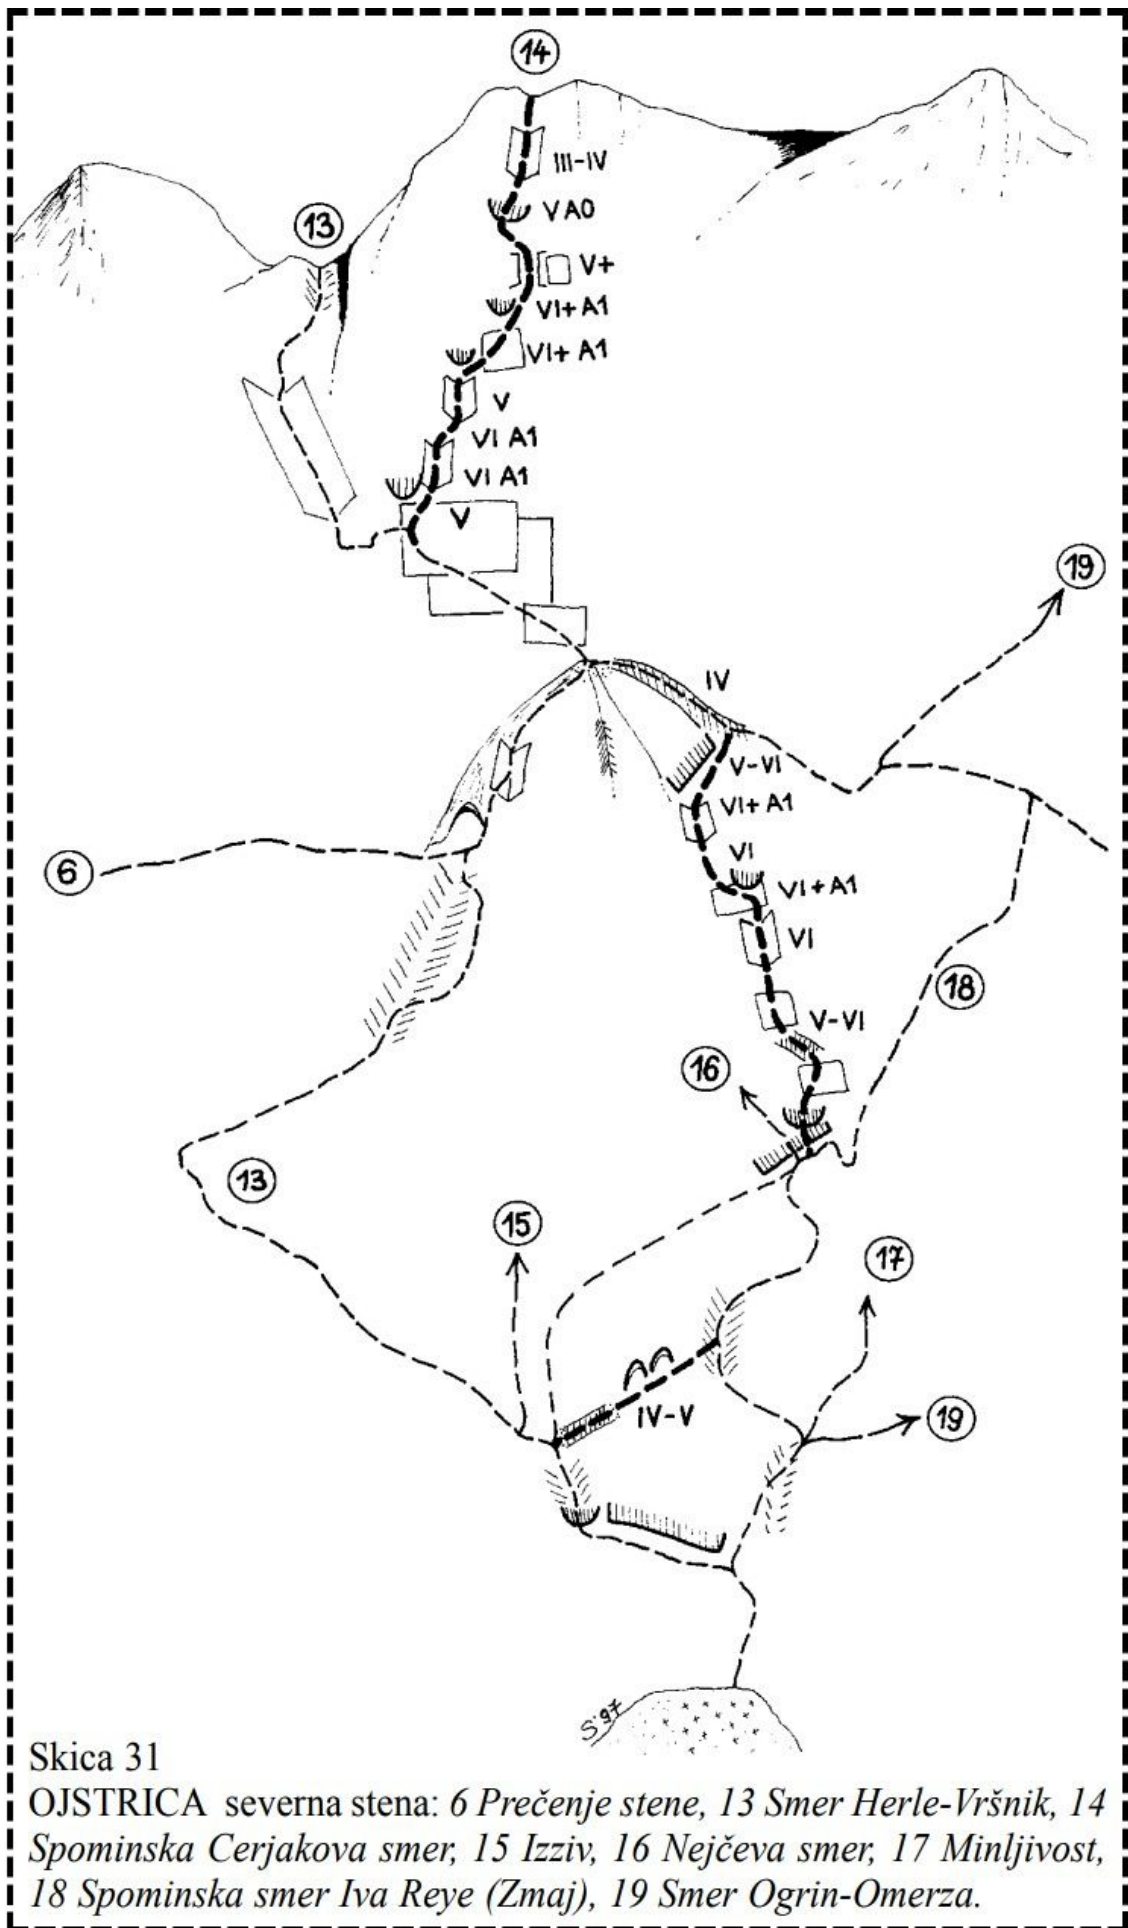 14
III-IV
13
VA0
V+
VI+A1
VI+ A1
V
VI A1
VI A1
V
19
IV
V-VI
VI+A1
6
VI
VI+A1
VI
18
V-VI
16
13
15
17
IV-V
19
S'97
Skica 31
OJSTRICA severna stena: 6 Prečenje stene, 13 Smer Herle-Vršnik, 14
Spominska Cerjakova smer, 15 Izziv, 16 Nejčeva smer, 17 Minljivost,
18 Spominska smer Iva Reye (Zmaj), 19 Smer Ogrin-Omerza.